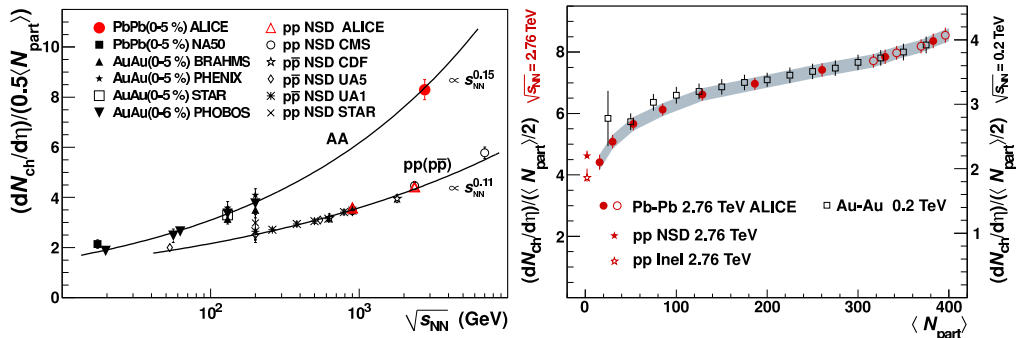 (dN_ch/dη)/(0.5⟨N_part⟩)
10
8
6
4
2
0
PbPb(0-5 %) ALICE
PbPb(0-5 %) NA50
AuAu(0-5 %) BRAHMS
AuAu(0-5 %) PHENIX
AuAu(0-5 %) STAR
AuAu(0-6 %) PHOBOS
pp NSD ALICE
pp NSD CMS
pp̅ NSD CDF
pp̅ NSD UA5
pp̅ NSD UA1
pp NSD STAR
∝ s_NN^0.15
AA
pp(pp̅)
∝ s_NN^0.11
10² 10³
√s_NN (GeV)
(dN_ch/dη)/(⟨N_part⟩/2) √s_NN = 2.76 TeV
8
6
4
2
Pb-Pb 2.76 TeV ALICE
Au-Au 0.2 TeV
pp NSD 2.76 TeV
pp Inel 2.76 TeV
0 100 200 300 400
⟨N_part⟩
4
3
2
1
(dN_ch/dη)/(⟨N_part⟩/2) √s_NN = 0.2 TeV